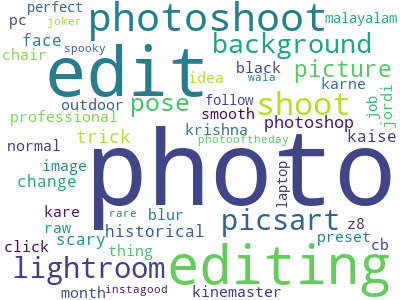 perfect
malayalam
pc
joker
photoshoot
face
spooky
background
chair
edit
idea
black
wala
picture
karne
outdoor
pose
follow
shoot
job
jordi
professional
smooth
trick
krishna
photoshop
kaise
normal
photooftheday
image
photo
change
laptop
kare
rare
blur
picsart
z8
raw
scary
historical
preset
click
thing
cb
lightroom
editing
month
instagood
kinemaster